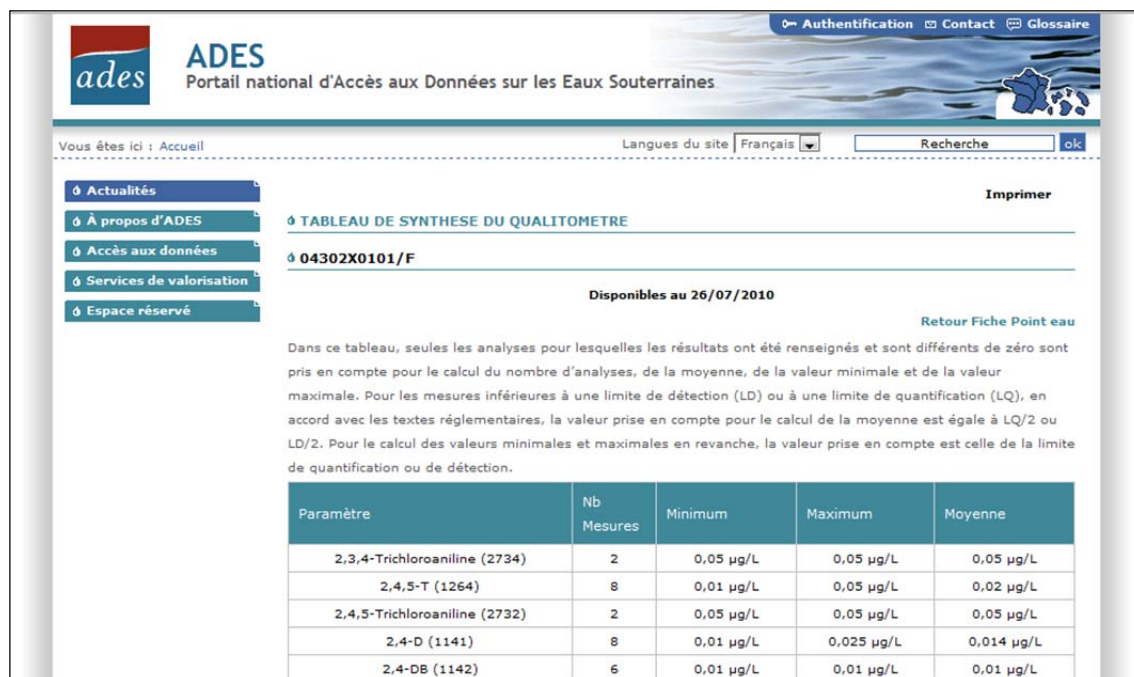 Authentification Contact Glossaire
ades
ADES
Portail national d'Accès aux Données sur les Eaux Souterraines
Vous êtes ici : Accueil
Langues du site Français Recherche ok
Actualités
À propos d'ADES
Accès aux données
Services de valorisation
Espace réservé
Imprimer
TABLEAU DE SYNTHESE DU QUALITOMETRE
04302X0101/F
Disponibles au 26/07/2010
Retour Fiche Point eau
Dans ce tableau, seules les analyses pour lesquelles les résultats ont été renseignés et sont différents de zéro sont
pris en compte pour le calcul du nombre d'analyses, de la moyenne, de la valeur minimale et de la valeur
maximale. Pour les mesures inférieures à une limite de détection (LD) ou à une limite de quantification (LQ), en
accord avec les textes réglementaires, la valeur prise en compte pour le calcul de la moyenne est égale à LQ/2 ou
LD/2. Pour le calcul des valeurs minimales et maximales en revanche, la valeur prise en compte est celle de la limite
de quantification ou de détection.
Paramètre Nb Mesures Minimum Maximum Moyenne
2,3,4-Trichloroaniline (2734) 2 0,05 µg/L 0,05 µg/L 0,05 µg/L
2,4,5-T (1264) 8 0,01 µg/L 0,05 µg/L 0,02 µg/L
2,4,5-Trichloroaniline (2732) 2 0,05 µg/L 0,05 µg/L 0,05 µg/L
2,4-D (1141) 8 0,01 µg/L 0,025 µg/L 0,014 µg/L
2,4-DB (1142) 6 0,01 µg/L 0,01 µg/L 0,01 µg/L